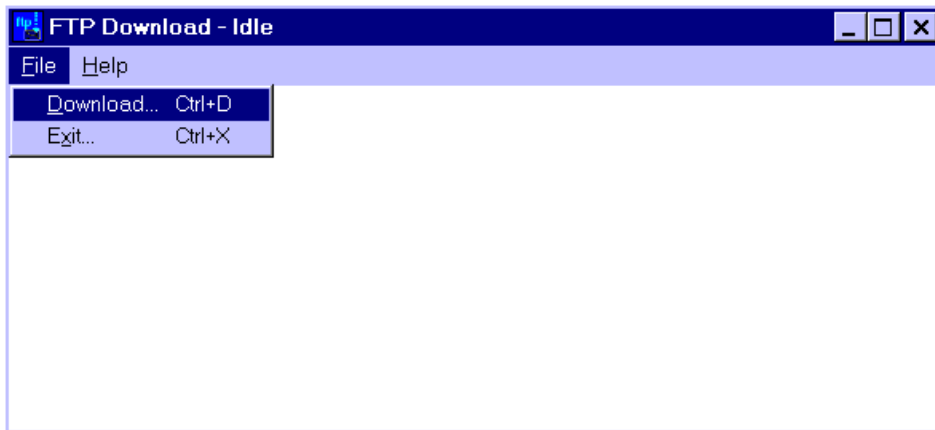 FTP Download - Idle
File Help
Download... Ctrl+D
Exit... Ctrl+X